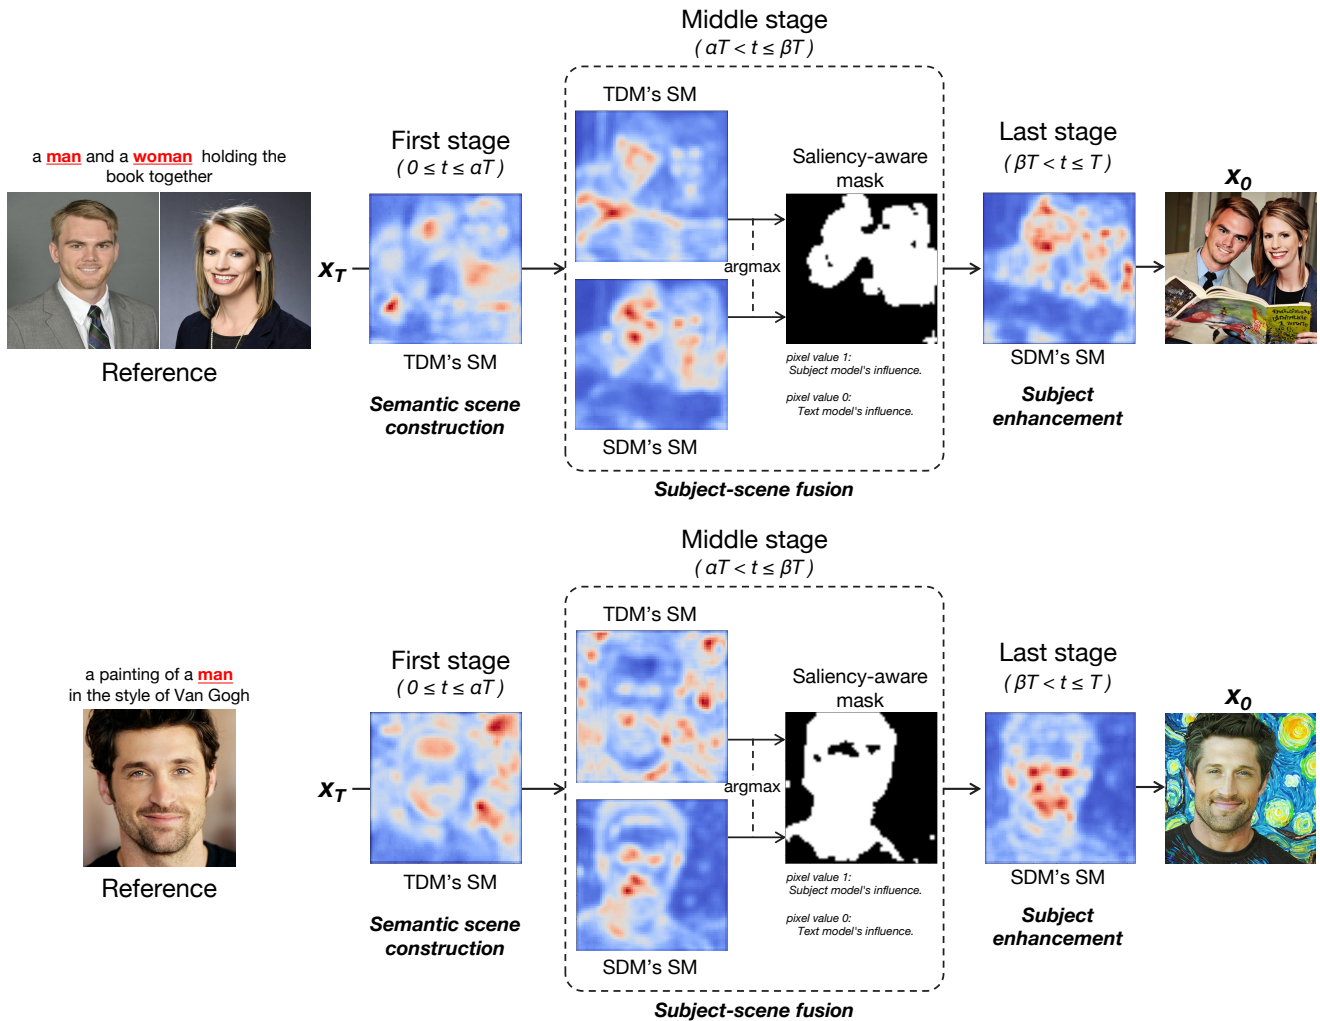 Middle stage
( αT < t ≤ βT )
TDM's SM
First stage
( 0 ≤ t ≤ αT )
Last stage
( βT < t ≤ T )
a man and a woman holding the
book together
Saliency-aware
mask
x_T
argmax
x_0
Reference
TDM's SM
Semantic scene
construction
pixel value 1:
Subject model's influence.
pixel value 0:
Text model's influence.
SDM's SM
SDM's SM
Subject
enhancement
Subject-scene fusion
Middle stage
( αT < t ≤ βT )
TDM's SM
First stage
( 0 ≤ t ≤ αT )
Last stage
( βT < t ≤ T )
a painting of a man
in the style of Van Gogh
Saliency-aware
mask
x_T
argmax
x_0
Reference
TDM's SM
Semantic scene
construction
pixel value 1:
Subject model's influence.
pixel value 0:
Text model's influence.
SDM's SM
SDM's SM
Subject
enhancement
Subject-scene fusion